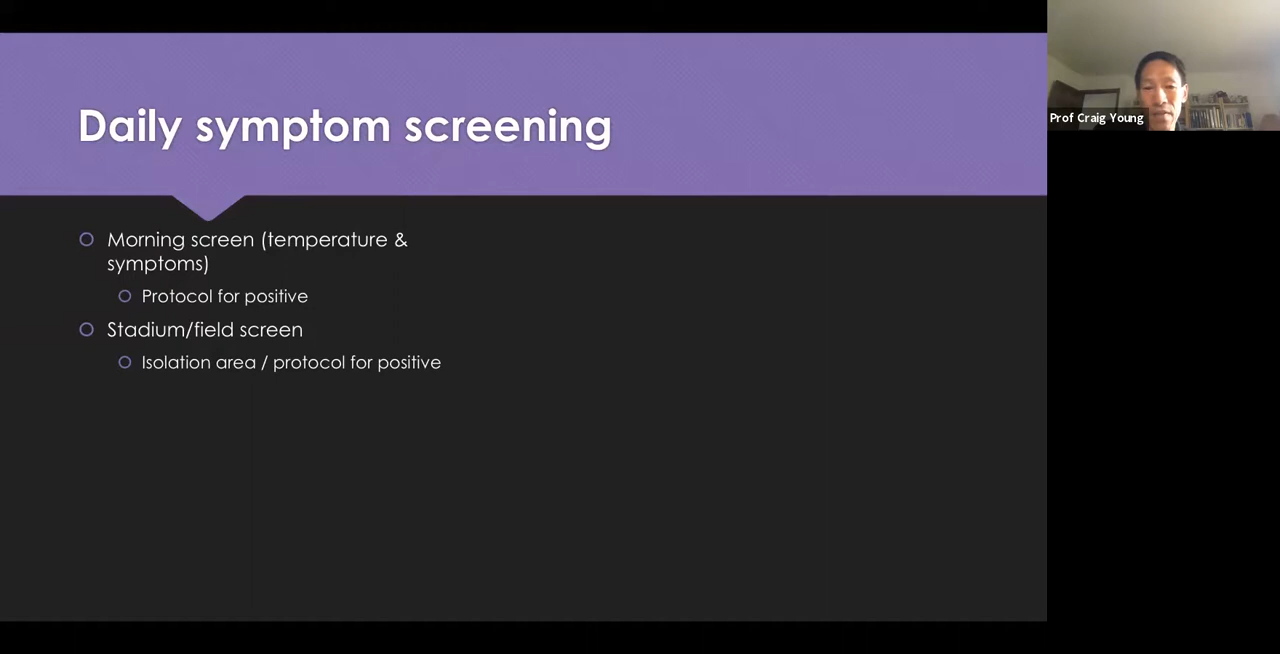 Daily symptom screening
Prof Craig Young
Morning screen (temperature &
symptoms)
Protocol for positive
Stadium/field screen
Isolation area / protocol for positive